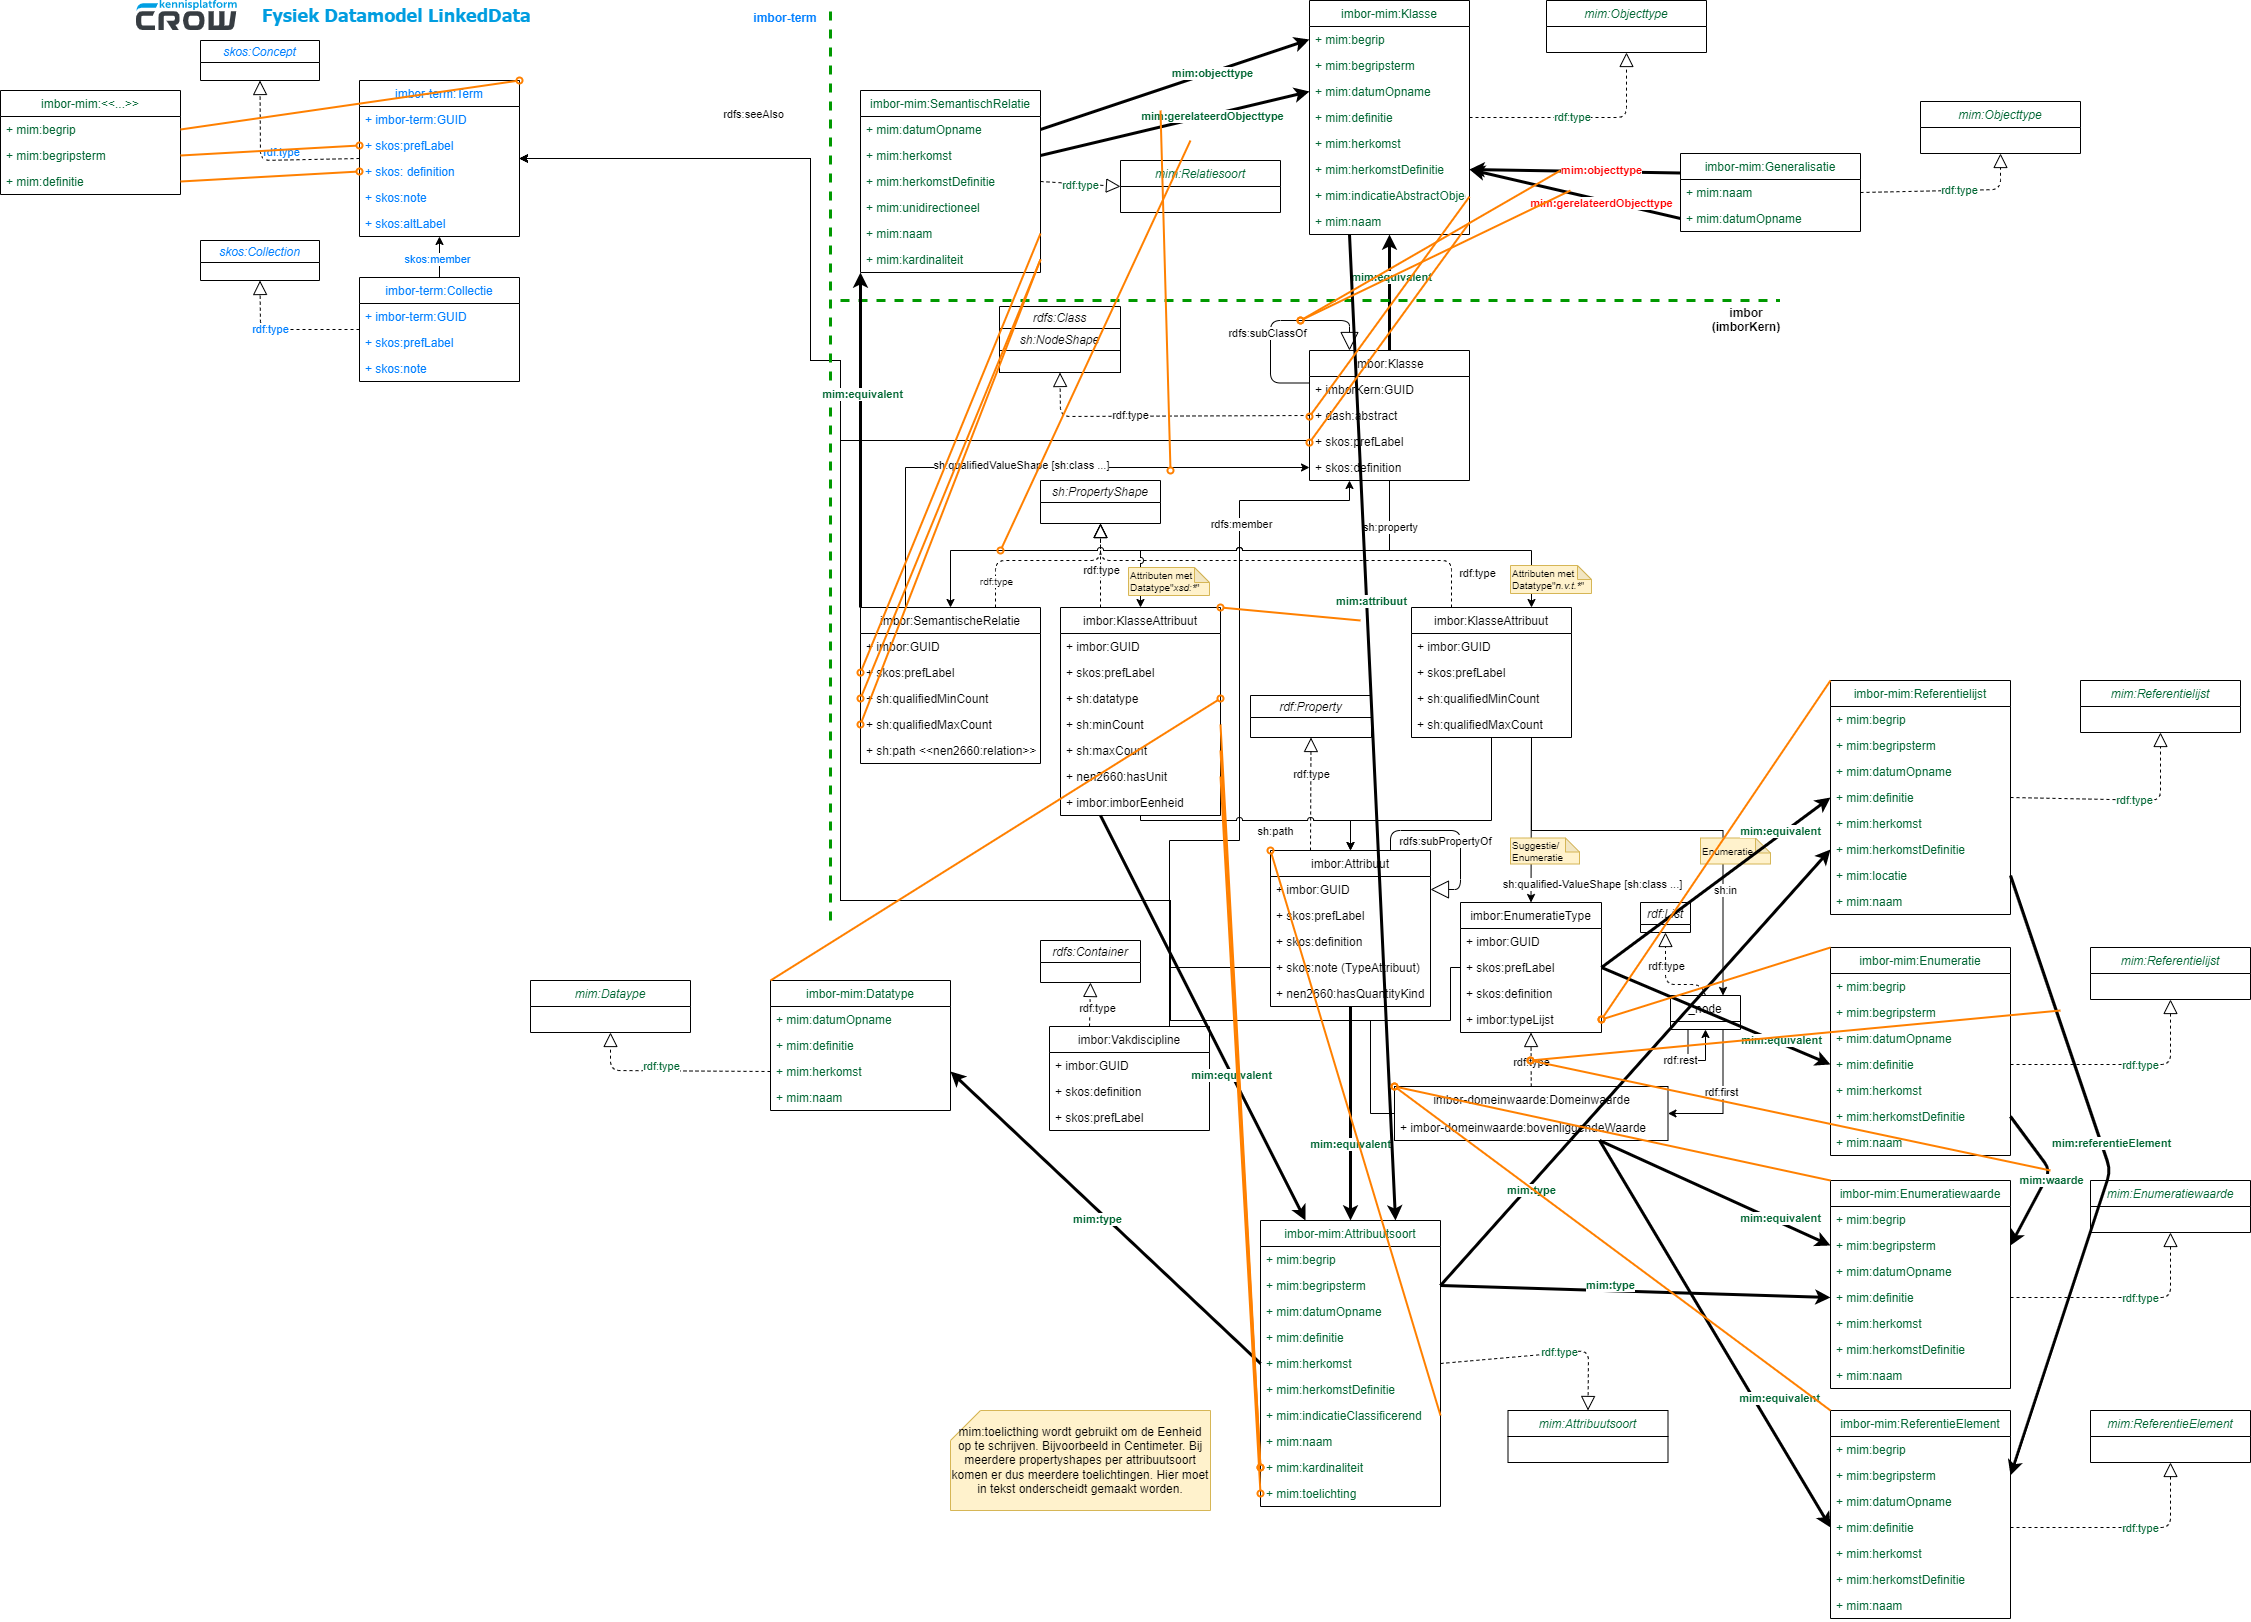 kennisplatform
CROW
Fysiek Datamodel LinkedData
imbor-term
skos:Concept
imbor-mim:<<...>>
+ mim:begrip
+ mim:begripsterm
+ mim:definitie
imbor-term:Term
+ imbor-term:GUID
+ skos:prefLabel
+ skos: definition
+ skos:note
+ skos:altLabel
rdf:type
skos:member
skos:Collection
rdf:type
imbor-term:Collectie
+ imbor-term:GUID
+ skos:prefLabel
+ skos:note
rdfs:seeAlso
imbor-mim:SemantischRelatie
+ mim:datumOpname
+ mim:herkomst
+ mim:herkomstDefinitie
+ mim:unidirectioneel
+ mim:naam
+ mim:kardinaliteit
mim:objecttype
mim:gerelateerdObjecttype
rdf:type
mim:Relatiesoort
imbor-mim:Klasse
+ mim:begrip
+ mim:begripsterm
+ mim:datumOpname
+ mim:definitie
+ mim:herkomst
+ mim:herkomstDefinitie
+ mim:indicatieAbstractObje
+ mim:naam
mim:Objecttype
rdf:type
mim:Objecttype
imbor-mim:Generalisatie
+ mim:naam
+ mim:datumOpname
rdf:type
mim:objecttype
mim:gerelateerdObjecttype
mim:equivalent
imbor
(imborKern)
rdfs:Class
sh:NodeShape
rdfs:subClassOf
imbor:Klasse
+ imborKern:GUID
+ dash:abstract
+ skos:prefLabel
+ skos:definition
rdf:type
mim:equivalent
sh:qualifiedValueShape [sh:class ...]
sh:PropertyShape
rdfs:member
sh:property
rdf:type
rdf:type
rdf:type
Attributen met
Datatype"xsd:*"
Attributen met
Datatype"n.v.t.*"
mim:attribuut
imbor:SemantischeRelatie
+ imbor:GUID
+ skos:prefLabel
+ sh:qualifiedMinCount
+ sh:qualifiedMaxCount
+ sh:path <<nen2660:relation>>
imbor:KlasseAttribuut
+ imbor:GUID
+ skos:prefLabel
+ sh:datatype
+ sh:minCount
+ sh:maxCount
+ nen2660:hasUnit
+ imbor:imborEenheid
imbor:KlasseAttribuut
+ imbor:GUID
+ skos:prefLabel
+ sh:qualifiedMinCount
+ sh:qualifiedMaxCount
rdf:Property
rdf:type
sh:path
rdfs:subPropertyOf
imbor:Attribuut
+ imbor:GUID
+ skos:prefLabel
+ skos:definition
+ skos:note (TypeAttribuut)
+ nen2660:hasQuantityKind
Suggestie/
Enumeratie
Enumeratie
sh:qualified-ValueShape [sh:class ...]
sh:in
imbor:EnumeratieType
+ imbor:GUID
+ skos:prefLabel
+ skos:definition
+ imbor:typeLijst
rdf:List
rdf:type
_node
rdf:rest
rdf:first
rdf:type
imbor-domeinwaarde:Domeinwaarde
+ imbor-domeinwaarde:bovenliggendeWaarde
rdfs:Container
rdf:type
imbor:Vakdiscipline
+ imbor:GUID
+ skos:definition
+ skos:prefLabel
mim:Dataype
rdf:type
imbor-mim:Datatype
+ mim:datumOpname
+ mim:definitie
+ mim:herkomst
+ mim:naam
mim:type
mim:equivalent
mim:equivalent
imbor-mim:Referentielijst
+ mim:begrip
+ mim:begripsterm
+ mim:datumOpname
+ mim:definitie
+ mim:herkomst
+ mim:herkomstDefinitie
+ mim:locatie
+ mim:naam
mim:Referentielijst
rdf:type
mim:equivalent
imbor-mim:Enumeratie
+ mim:begrip
+ mim:begripsterm
+ mim:datumOpname
+ mim:definitie
+ mim:herkomst
+ mim:herkomstDefinitie
+ mim:naam
mim:Referentielijst
rdf:type
mim:equivalent
mim:referentieElement
mim:waarde
imbor-mim:Enumeratiewaarde
+ mim:begrip
+ mim:begripsterm
+ mim:datumOpname
+ mim:definitie
+ mim:herkomst
+ mim:herkomstDefinitie
+ mim:naam
mim:Enumeratiewaarde
rdf:type
mim:equivalent
mim:type
mim:type
imbor-mim:Attribuutsoort
+ mim:begrip
+ mim:begripsterm
+ mim:datumOpname
+ mim:definitie
+ mim:herkomst
+ mim:herkomstDefinitie
+ mim:indicatieClassificerend
+ mim:naam
+ mim:kardinaliteit
+ mim:toelichting
rdf:type
mim:Attribuutsoort
mim:equivalent
imbor-mim:ReferentieElement
+ mim:begrip
+ mim:begripsterm
+ mim:datumOpname
+ mim:definitie
+ mim:herkomst
+ mim:herkomstDefinitie
+ mim:naam
mim:ReferentieElement
rdf:type
mim:toelicthing wordt gebruikt om de Eenheid
op te schrijven. Bijvoorbeeld in Centimeter. Bij
meerdere propertyshapes per attribuutsoort
komen er dus meerdere toelichtingen. Hier moet
in tekst onderscheidt gemaakt worden.